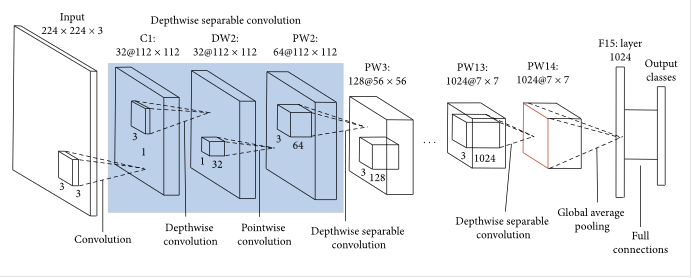 Depthwise separable convolution
Input
224 × 224 × 3
C1:
32@112 × 112
DW2:
32@112 × 112
PW2:
64@112 × 112
PW3:
128@56 × 56
PW13:
1024@7 × 7
PW14:
1024@7 × 7
F15: layer
1024
Output
classes
3
3
3
1
1
32
3
64
3
128
. . .
3
1024
Convolution
Depthwise
convolution
Pointwise
convolution
Depthwise separable
convolution
Depthwise separable
convolution
Global average
pooling
Full
connections